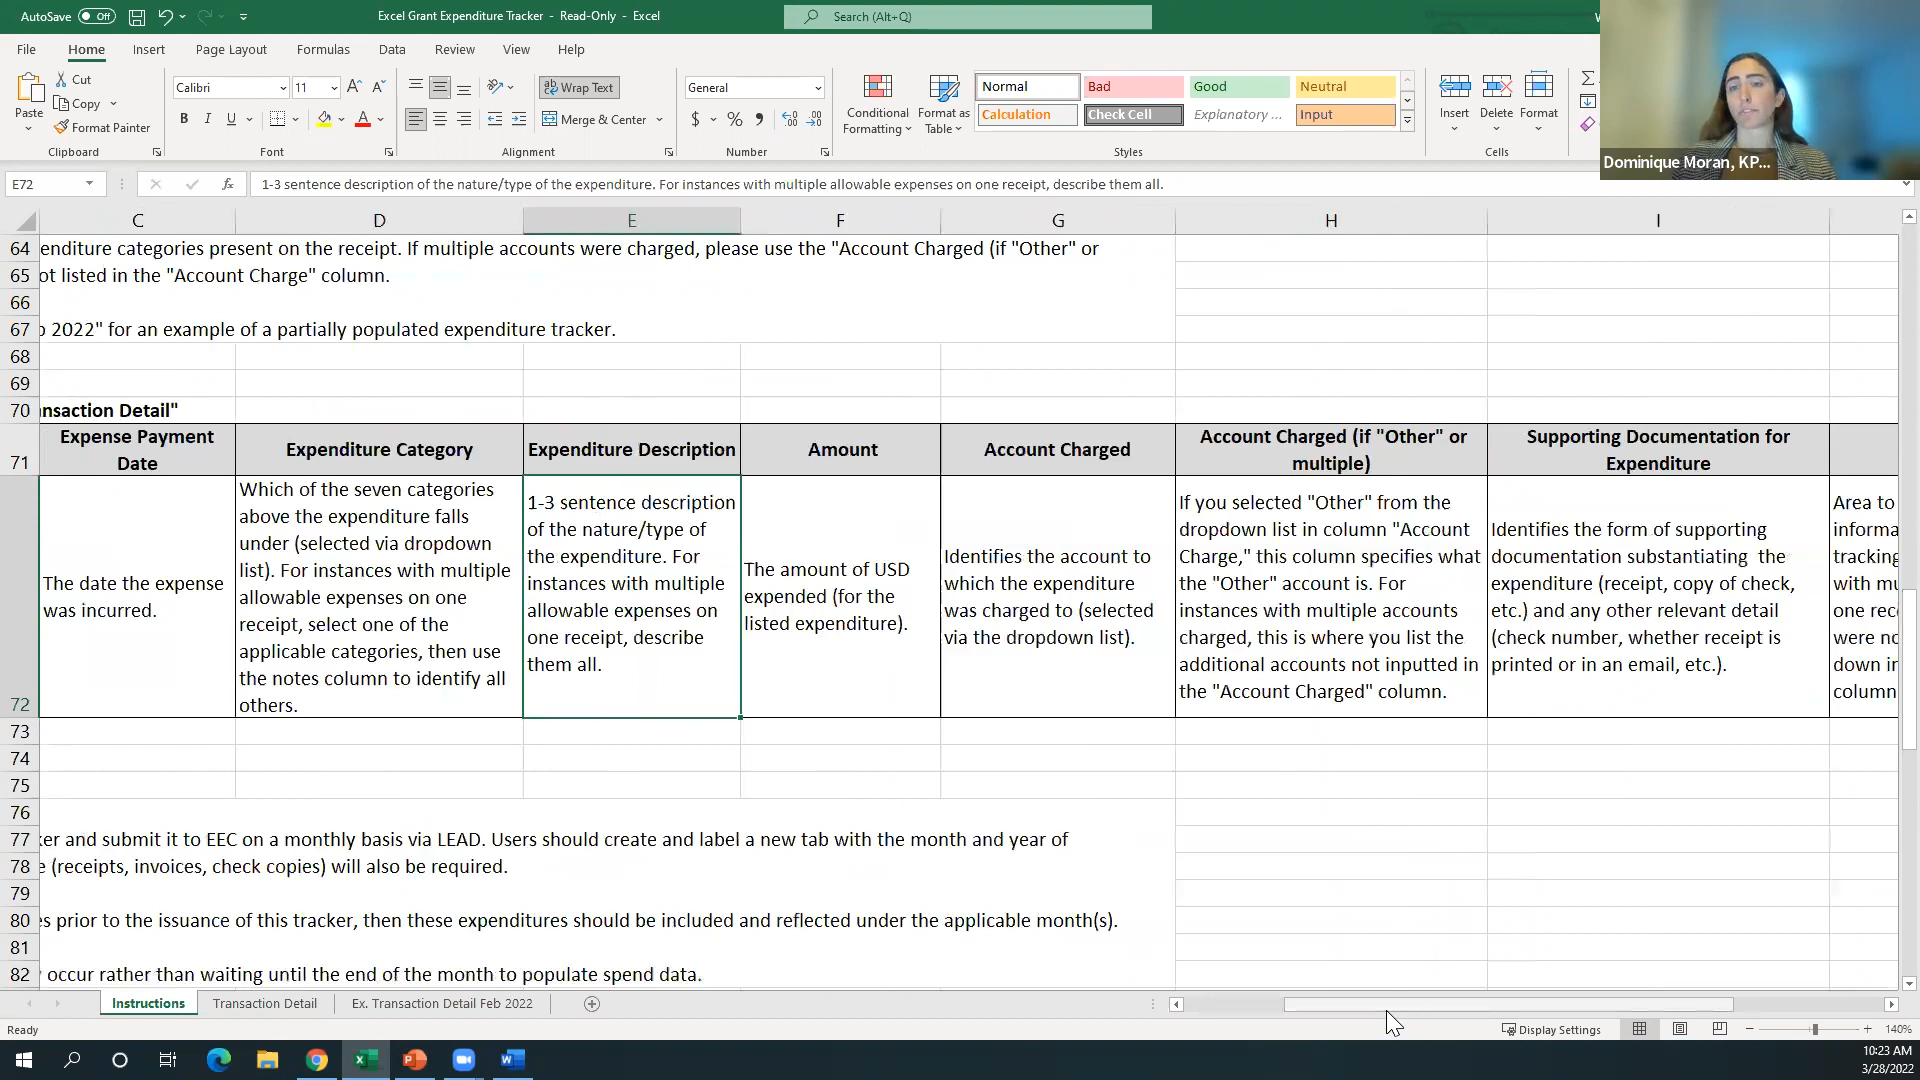 AutoSave Off
Excel Grant Expenditure Tracker - Read-Only - Excel
Search (Alt+Q)
File Home Insert Page Layout Formulas Data Review View Help
Paste
Cut
Copy
Format Painter
Clipboard
Calibri 11
B I U
Font
Wrap Text
Merge & Center
Alignment
General
$ % ,
Number
Conditional Formatting
Format as Table
Normal Bad Good Neutral
Calculation Check Cell Explanatory ... Input
Styles
Insert Delete Format
Cells
Dominique Moran, KP...
E72
fx 1-3 sentence description of the nature/type of the expenditure. For instances with multiple allowable expenses on one receipt, describe them all.
C D E F G H I
64 enditure categories present on the receipt. If multiple accounts were charged, please use the "Account Charged (if "Other" or
65 ot listed in the "Account Charge" column.
66
67 2022" for an example of a partially populated expenditure tracker.
68
69
70 nsaction Detail"
71
Expense Payment
Date
Expenditure Category
Expenditure Description
Amount
Account Charged
Account Charged (if "Other" or
multiple)
Supporting Documentation for
Expenditure
72
The date the expense
was incurred.
Which of the seven categories
above the expenditure falls
under (selected via dropdown
list). For instances with multiple
allowable expenses on one
receipt, select one of the
applicable categories, then use
the notes column to identify all
others.
1-3 sentence description
of the nature/type of
the expenditure. For
instances with multiple
allowable expenses on
one receipt, describe
them all.
The amount of USD
expended (for the
listed expenditure).
Identifies the account to
which the expenditure
was charged to (selected
via the dropdown list).
If you selected "Other" from the
dropdown list in column "Account
Charge," this column specifies what
the "Other" account is. For
instances with multiple accounts
charged, this is where you list the
additional accounts not inputted in
the "Account Charged" column.
Identifies the form of supporting
documentation substantiating  the
expenditure (receipt, copy of check,
etc.) and any other relevant detail
(check number, whether receipt is
printed or in an email, etc.).
Area to
informa
tracking
with mu
one rec
were no
down in
column
73
74
75
76
77 ker and submit it to EEC on a monthly basis via LEAD. Users should create and label a new tab with the month and year of
78 e (receipts, invoices, check copies) will also be required.
79
80 es prior to the issuance of this tracker, then these expenditures should be included and reflected under the applicable month(s).
81
82 occur rather than waiting until the end of the month to populate spend data.
Instructions Transaction Detail Ex. Transaction Detail Feb 2022
Ready
Display Settings
140%
10:23 AM
3/28/2022